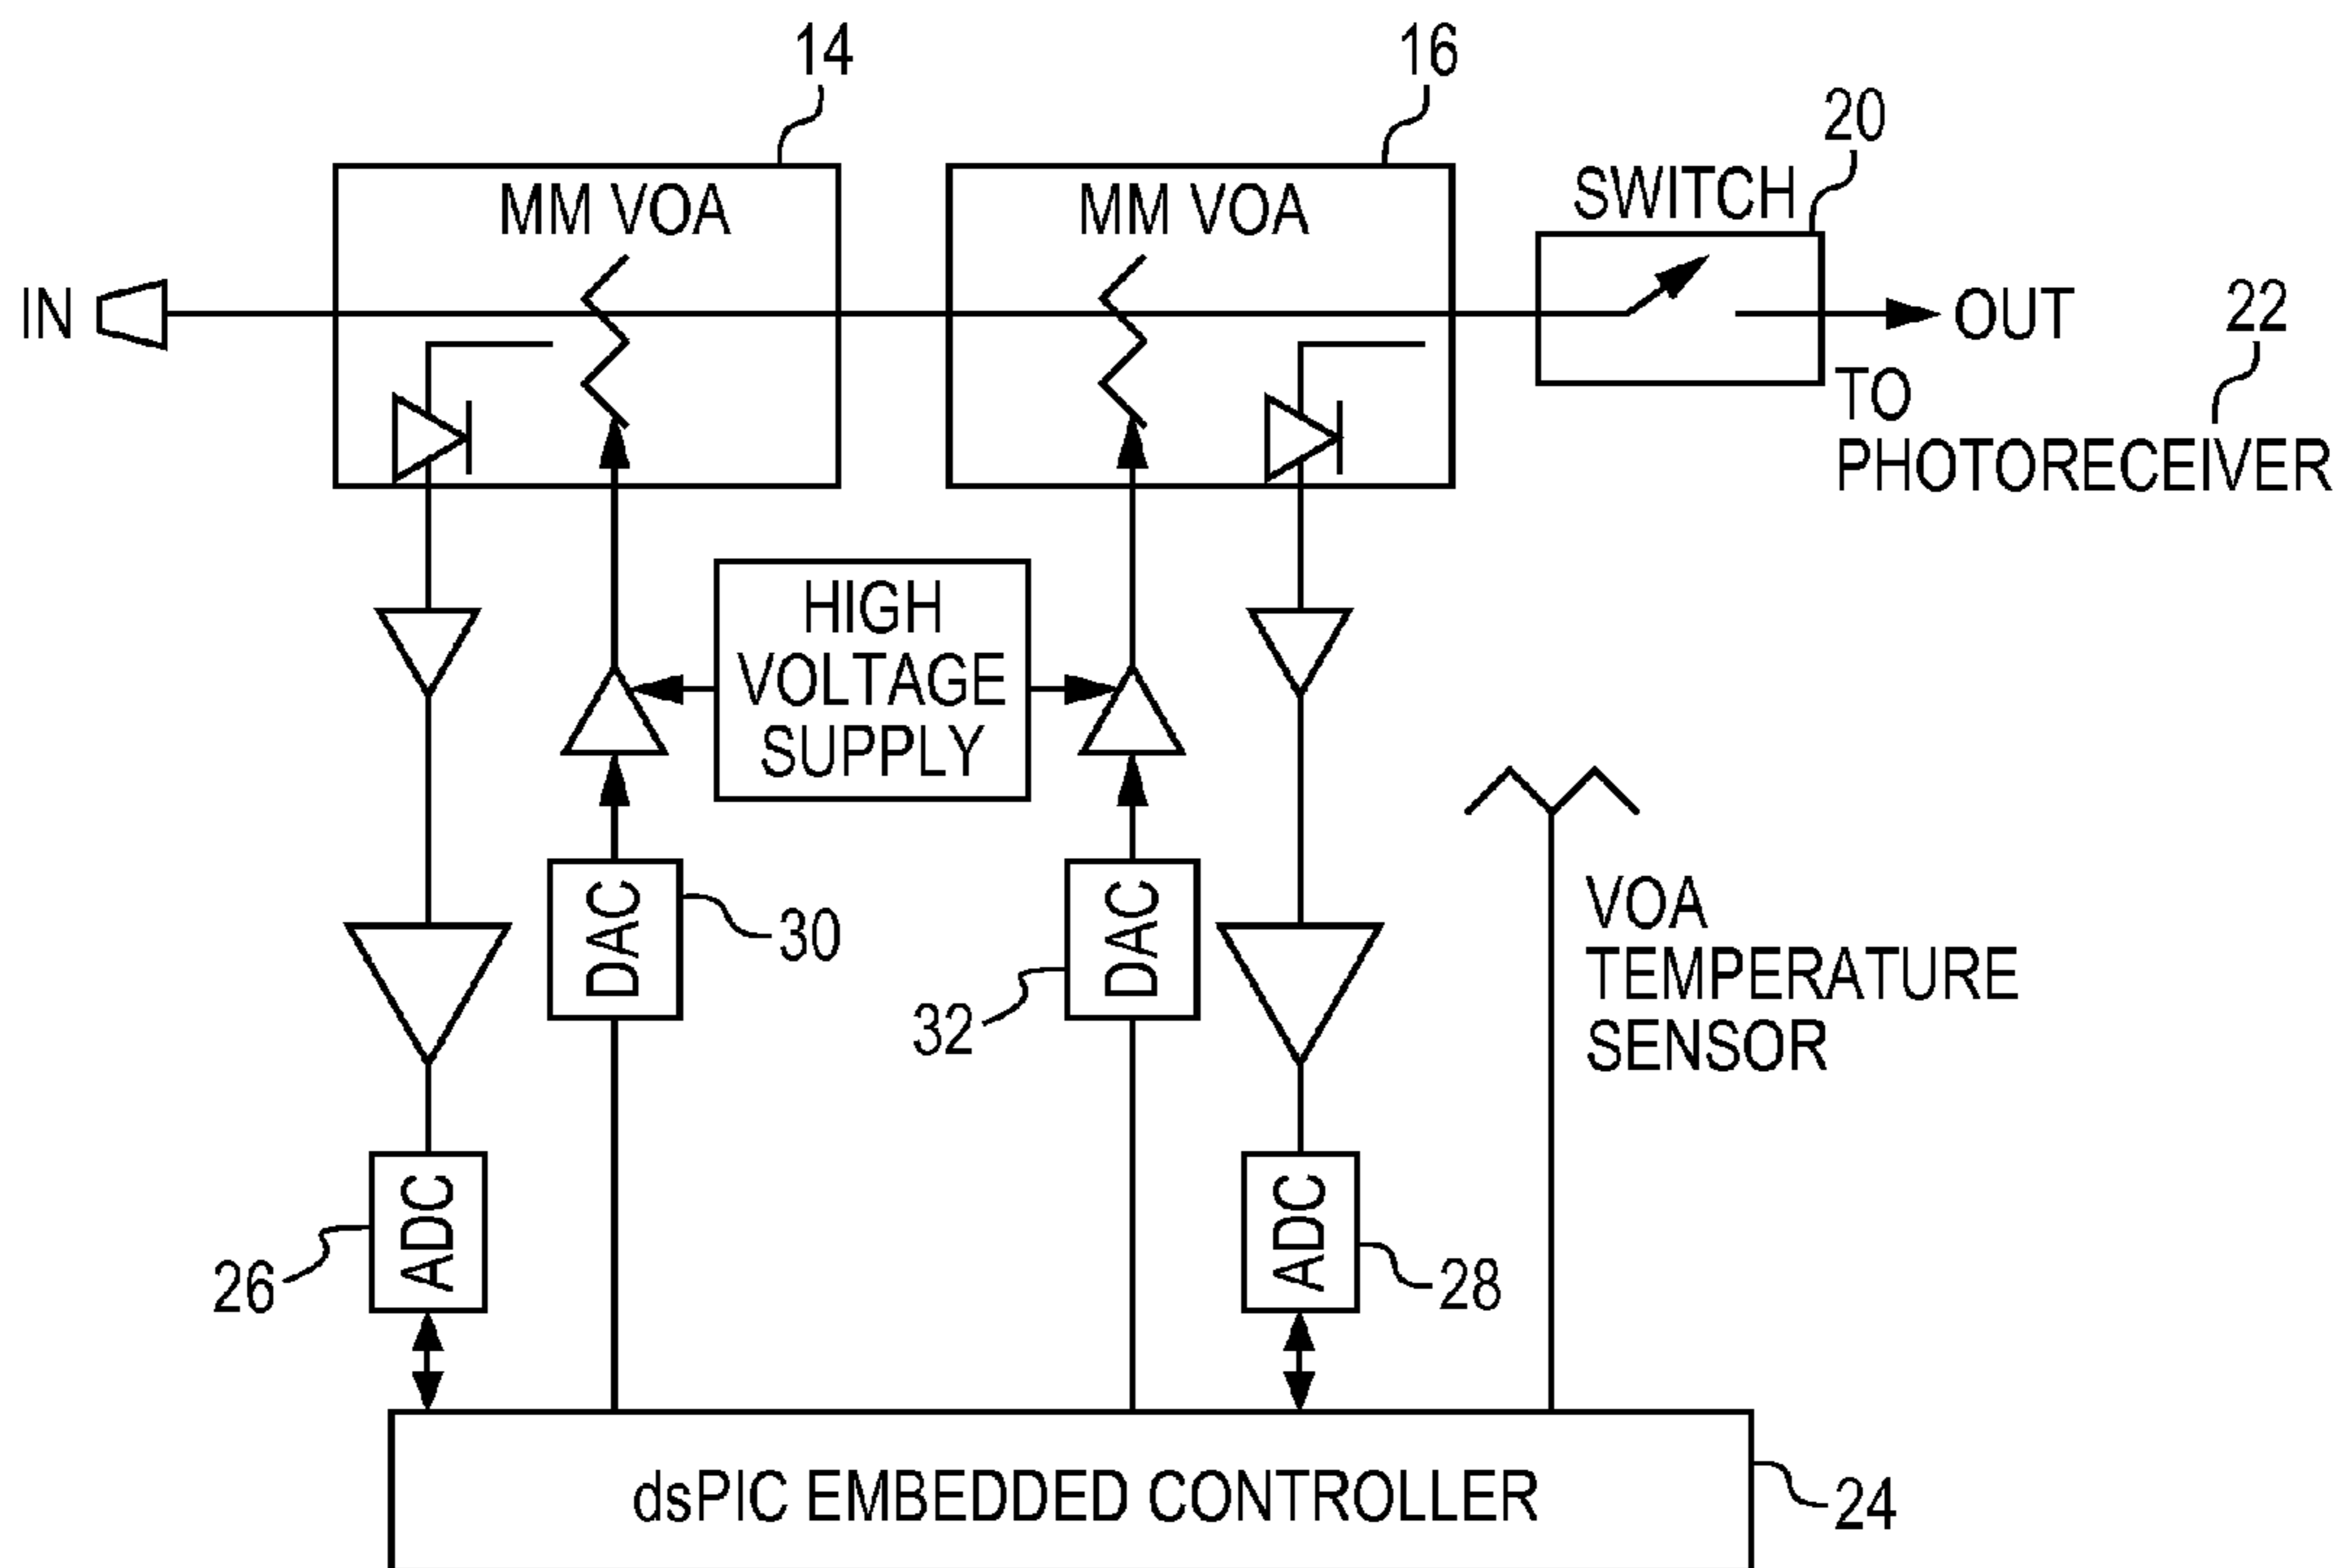 14
16
20
MM VOA
MM VOA
SWITCH
IN
OUT
22
TO
PHOTORECEIVER
HIGH
VOLTAGE
SUPPLY
DAC
30
DAC
32
VOA
TEMPERATURE
SENSOR
ADC
26
ADC
28
dsPIC EMBEDDED CONTROLLER
24